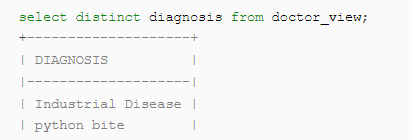 select distinct diagnosis from doctor_view;
+--------------------+
| DIAGNOSIS          |
|--------------------|
| Industrial Disease |
| python bite        |